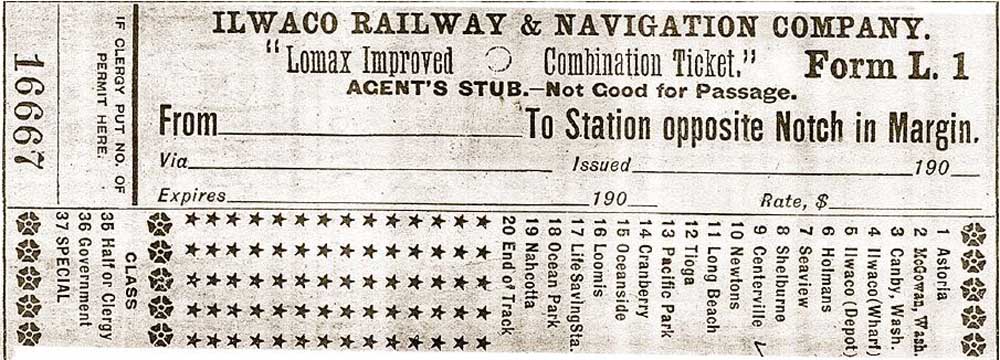 ILWACO RAILWAY & NAVIGATION COMPANY.
"Lomax Improved Combination Ticket." Form L. 1
AGENT'S STUB.—Not Good for Passage.
From To Station opposite Notch in Margin.
Via Issued 190
Expires 190 Rate, $
IF CLERGY PUT NO. OF
PERMIT HERE.
16667
1 Astoria
2 McGowan, Wash
3 Canby, Wash.
4 Ilwaco (Wharf)
5 Ilwaco (Depot)
6 Holmans
7 Seaview
8 Shelburne
9 Centerville
10 Newtons
11 Long Beach
12 Tioga
13 Pacific Park
14 Cranberry
15 Oceanside
16 Loomis
17 LifeSavingSta.
18 Ocean Park
19 Nahcotta
20 End of Track
CLASS
35 Half or Clergy
36 Government
37 SPECIAL